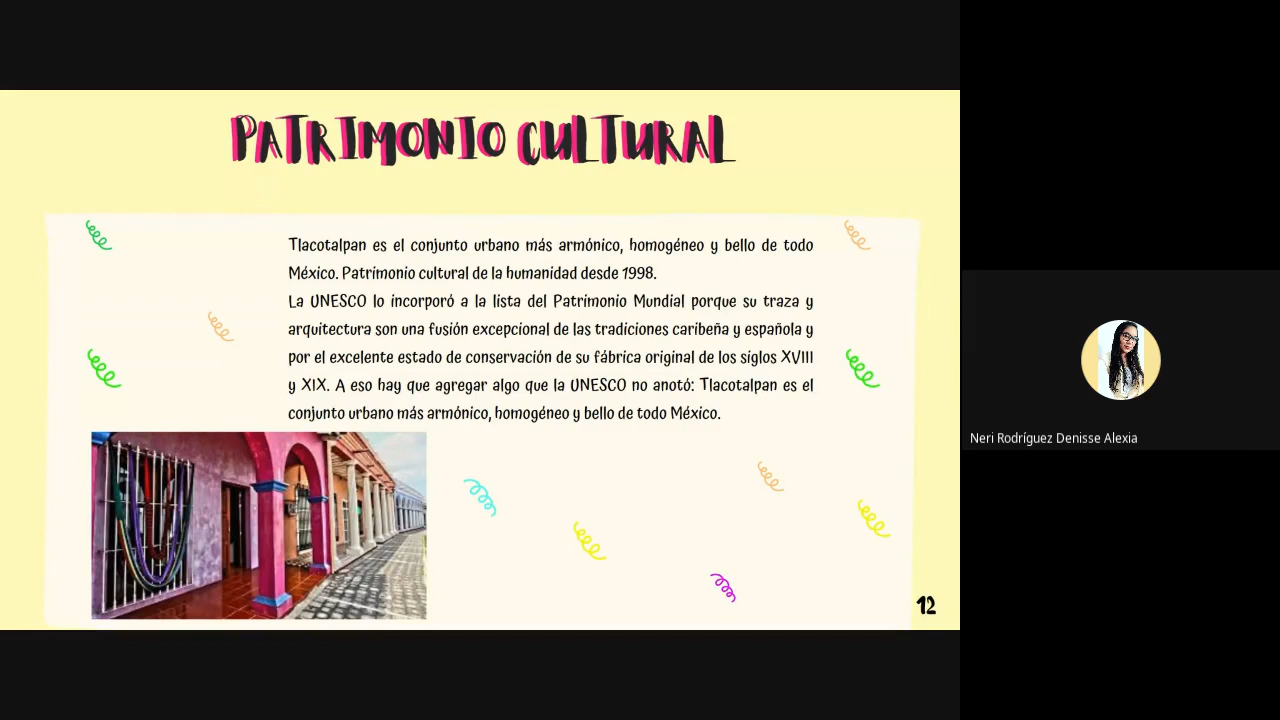 PATRIMONIO CULTURAL
Tlacotalpan es el conjunto urbano más armónico, homogéneo y bello de todo
México. Patrimonio cultural de la humanidad desde 1998.
La UNESCO lo incorporó a la lista del Patrimonio Mundial porque su traza y
arquitectura son una fusión excepcional de las tradiciones caribeña y española y
por el excelente estado de conservación de su fábrica original de los siglos XVIII
y XIX. A eso hay que agregar algo que la UNESCO no anotó: Tlacotalpan es el
conjunto urbano más armónico, homogéneo y bello de todo México.
12
Neri Rodríguez Denisse Alexia